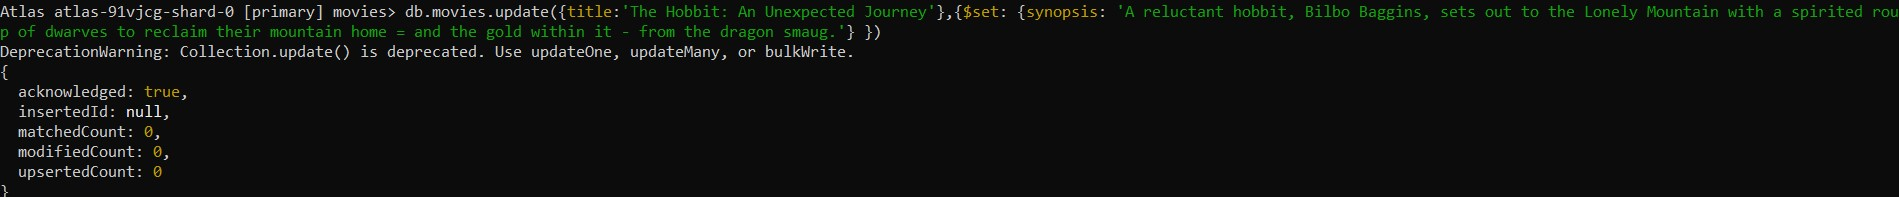 Atlas atlas-91vjcg-shard-0 [primary] movies> db.movies.update({title:'The Hobbit: An Unexpected Journey'},{$set: {synopsis: 'A reluctant hobbit, Bilbo Baggins, sets out to the Lonely Mountain with a spirited rou
p of dwarves to reclaim their mountain home = and the gold within it - from the dragon smaug.'} })
DeprecationWarning: Collection.update() is deprecated. Use updateOne, updateMany, or bulkWrite.
{
  acknowledged: true,
  insertedId: null,
  matchedCount: 0,
  modifiedCount: 0,
  upsertedCount: 0
}